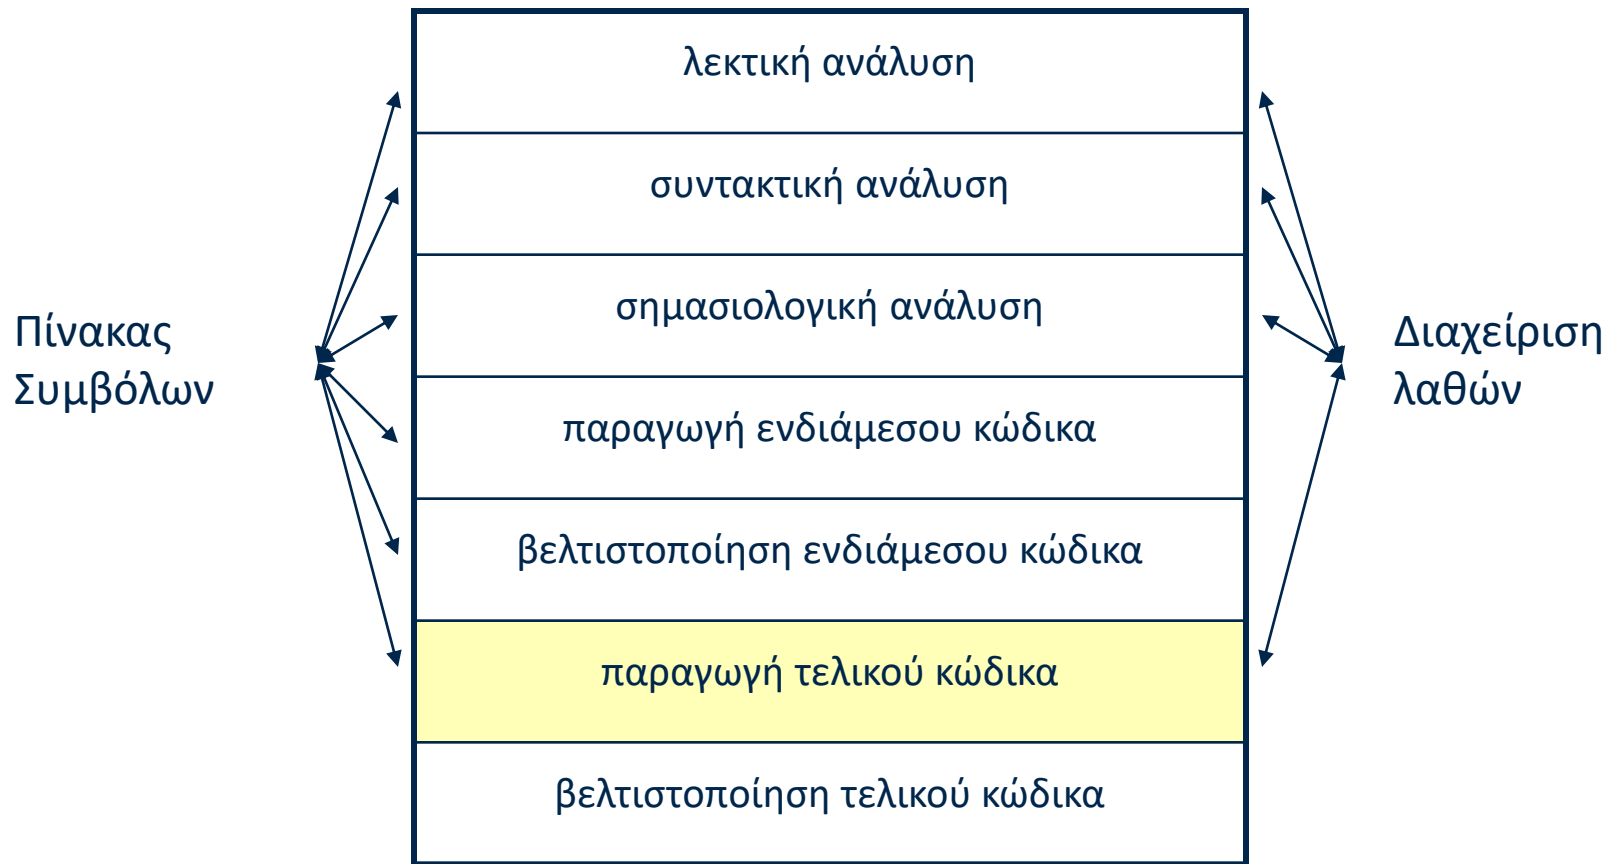 λεκτική ανάλυση
συντακτική ανάλυση
σημασιολογική ανάλυση
Πίνακας
Συμβόλων
Διαχείριση
λαθών
παραγωγή ενδιάμεσου κώδικα
βελτιστοποίηση ενδιάμεσου κώδικα
παραγωγή τελικού κώδικα
βελτιστοποίηση τελικού κώδικα